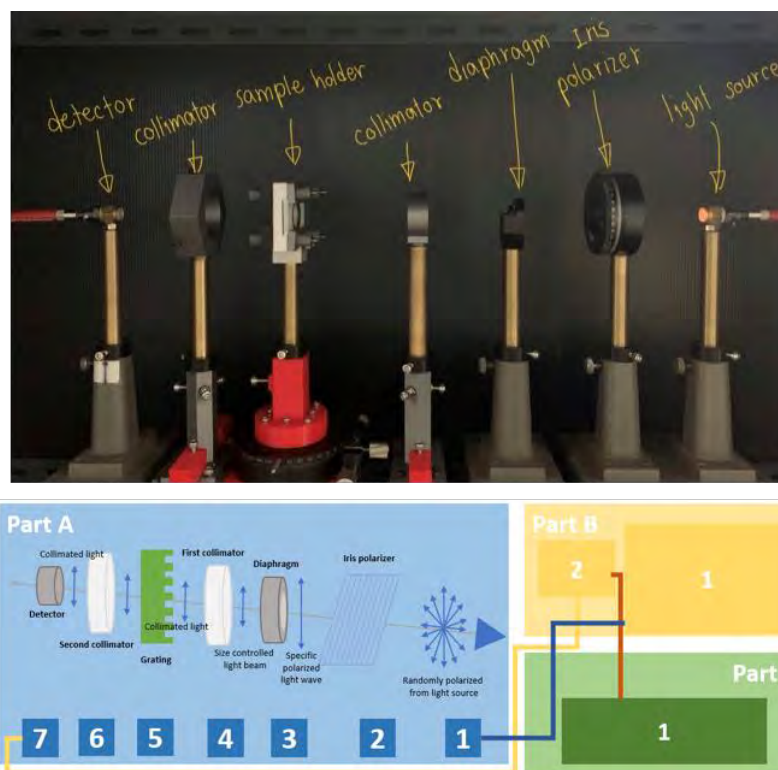 detector
collimator
sample holder
collimator
diaphragm
Iris
polarizer
light source
Part A
Part B
Collimated light
First collimator
Diaphragm
Iris polarizer
2
1
Detector
Second collimator
Collimated light
Grating
Size controlled
light beam
Specific
polarized
light wave
Randomly polarized
from light source
Part
7
6
5
4
3
2
1
1